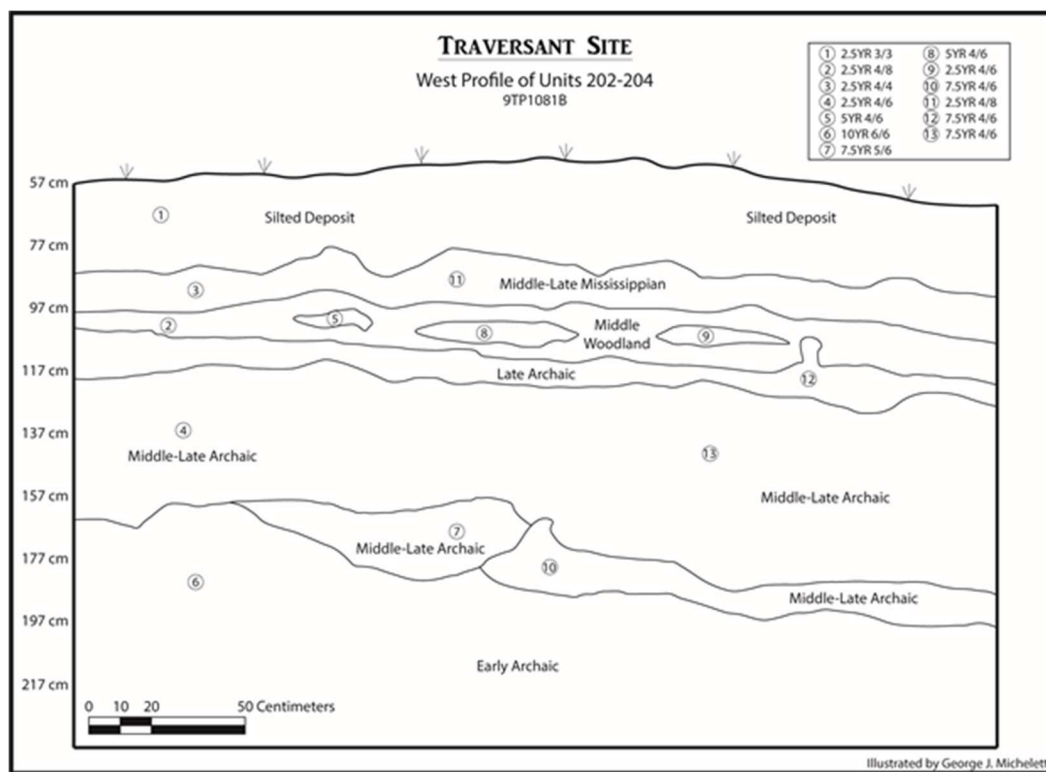 TRAVERSANT SITE
West Profile of Units 202-204
9TP1081B
① 2.5YR 3/3 ⑧ 5YR 4/6
② 2.5YR 4/8 ⑨ 2.5YR 4/6
③ 2.5YR 4/4 ⑩ 7.5YR 4/6
④ 2.5YR 4/6 ⑪ 2.5YR 4/8
⑤ 5YR 4/6 ⑫ 7.5YR 4/6
⑥ 10YR 6/6 ⑬ 7.5YR 4/6
⑦ 7.5YR 5/6
57 cm
① Silted Deposit Silted Deposit
77 cm
⑪ Middle-Late Mississippian
③
97 cm
② ⑤ ⑧ Middle ⑨
Woodland
117 cm
Late Archaic ⑫
137 cm
④ ⑬
Middle-Late Archaic
157 cm
Middle-Late Archaic
⑦
Middle-Late Archaic
177 cm
⑩
⑥
Middle-Late Archaic
197 cm
Early Archaic
217 cm
0 10 20 50 Centimeters
Illustrated by George J. Michelett